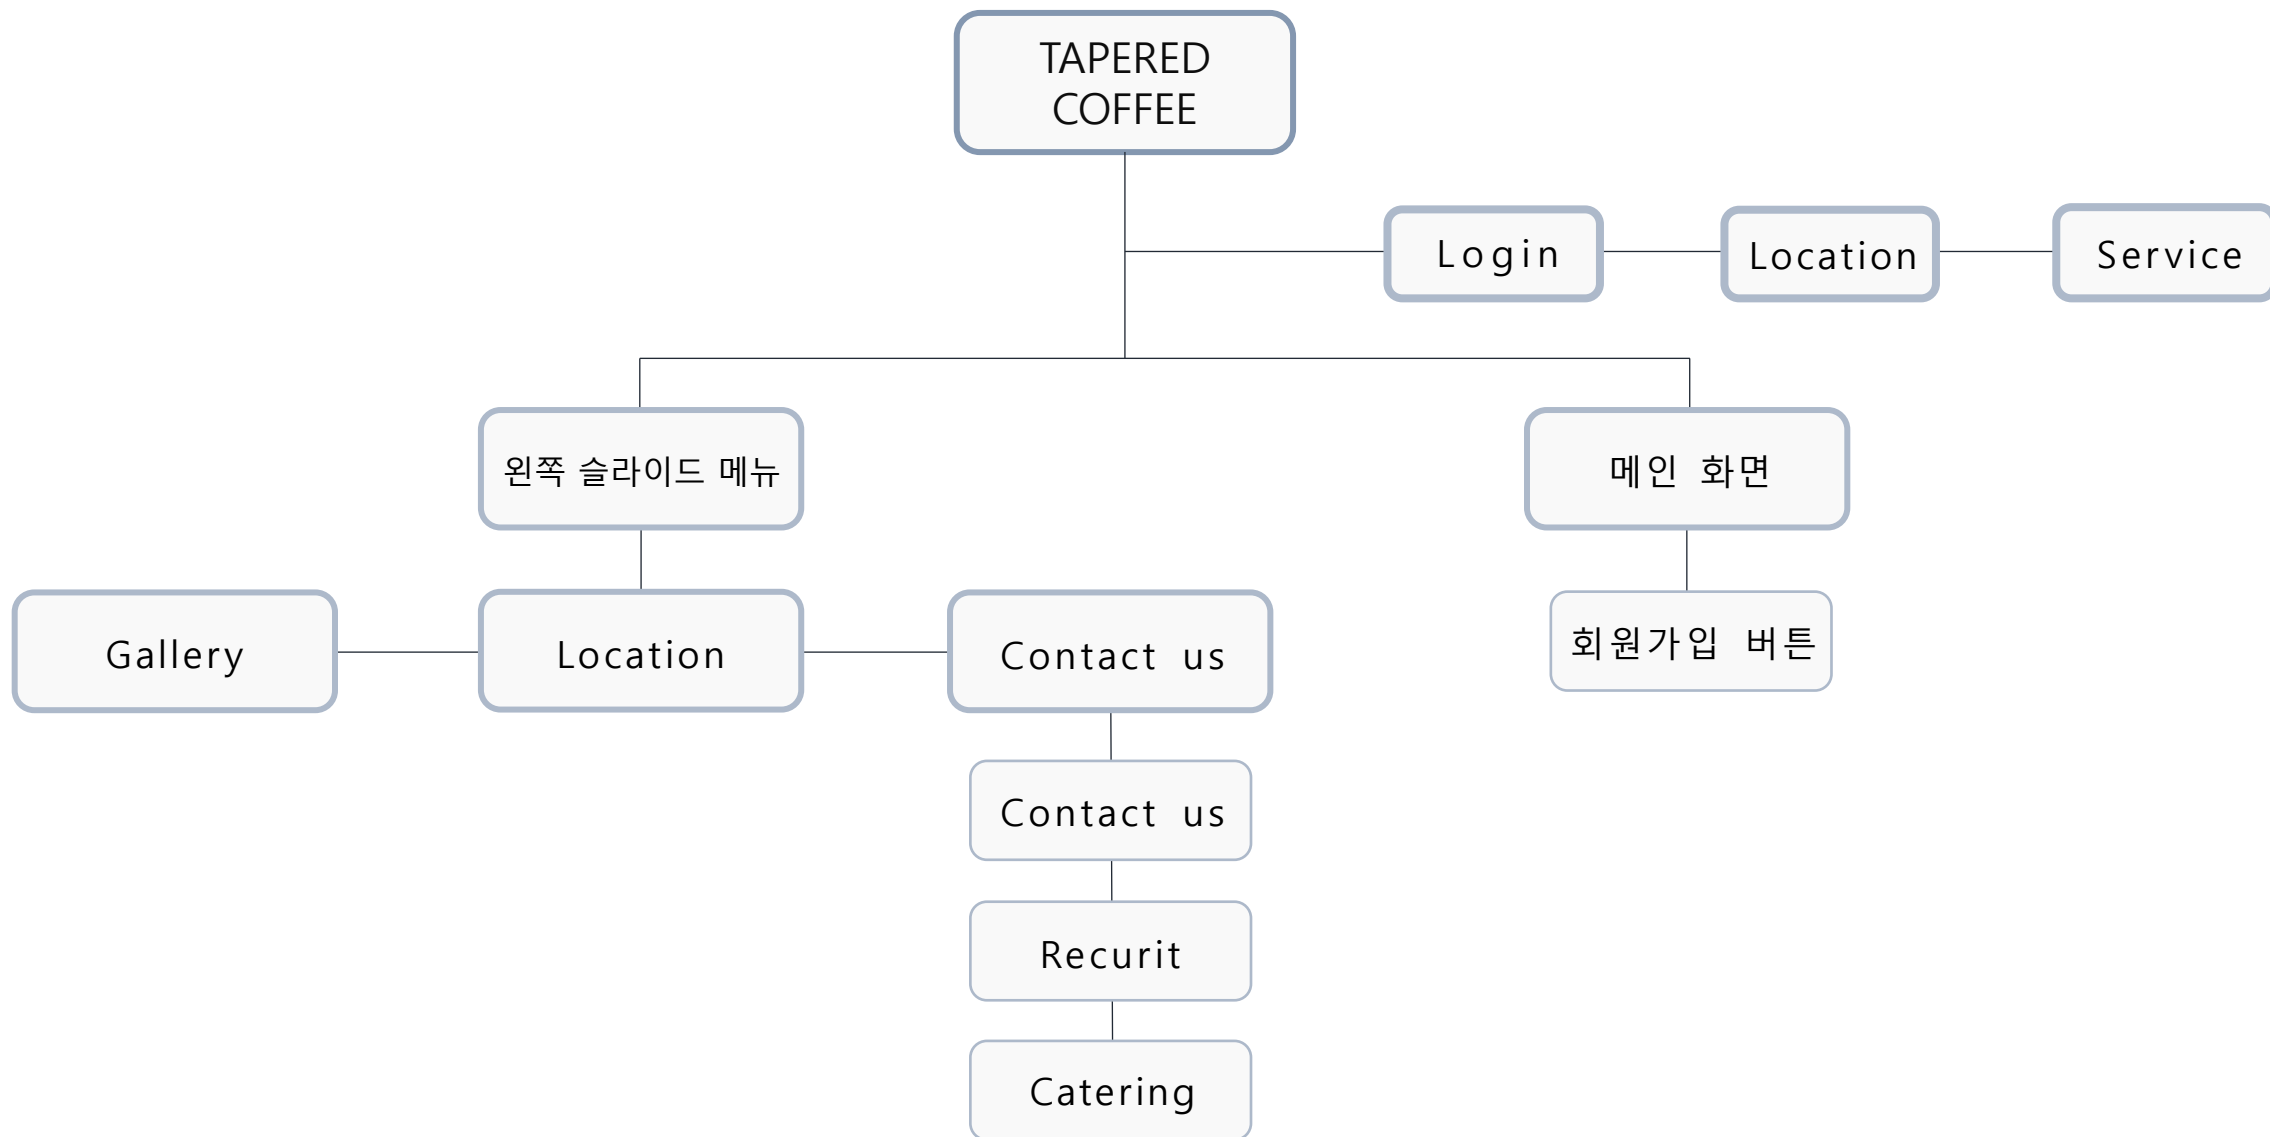 TAPERED
COFFEE
Login
Location
Service
왼쪽 슬라이드 메뉴
메인 화면
Gallery
Location
Contact us
회원가입 버튼
Contact us
Recurit
Catering